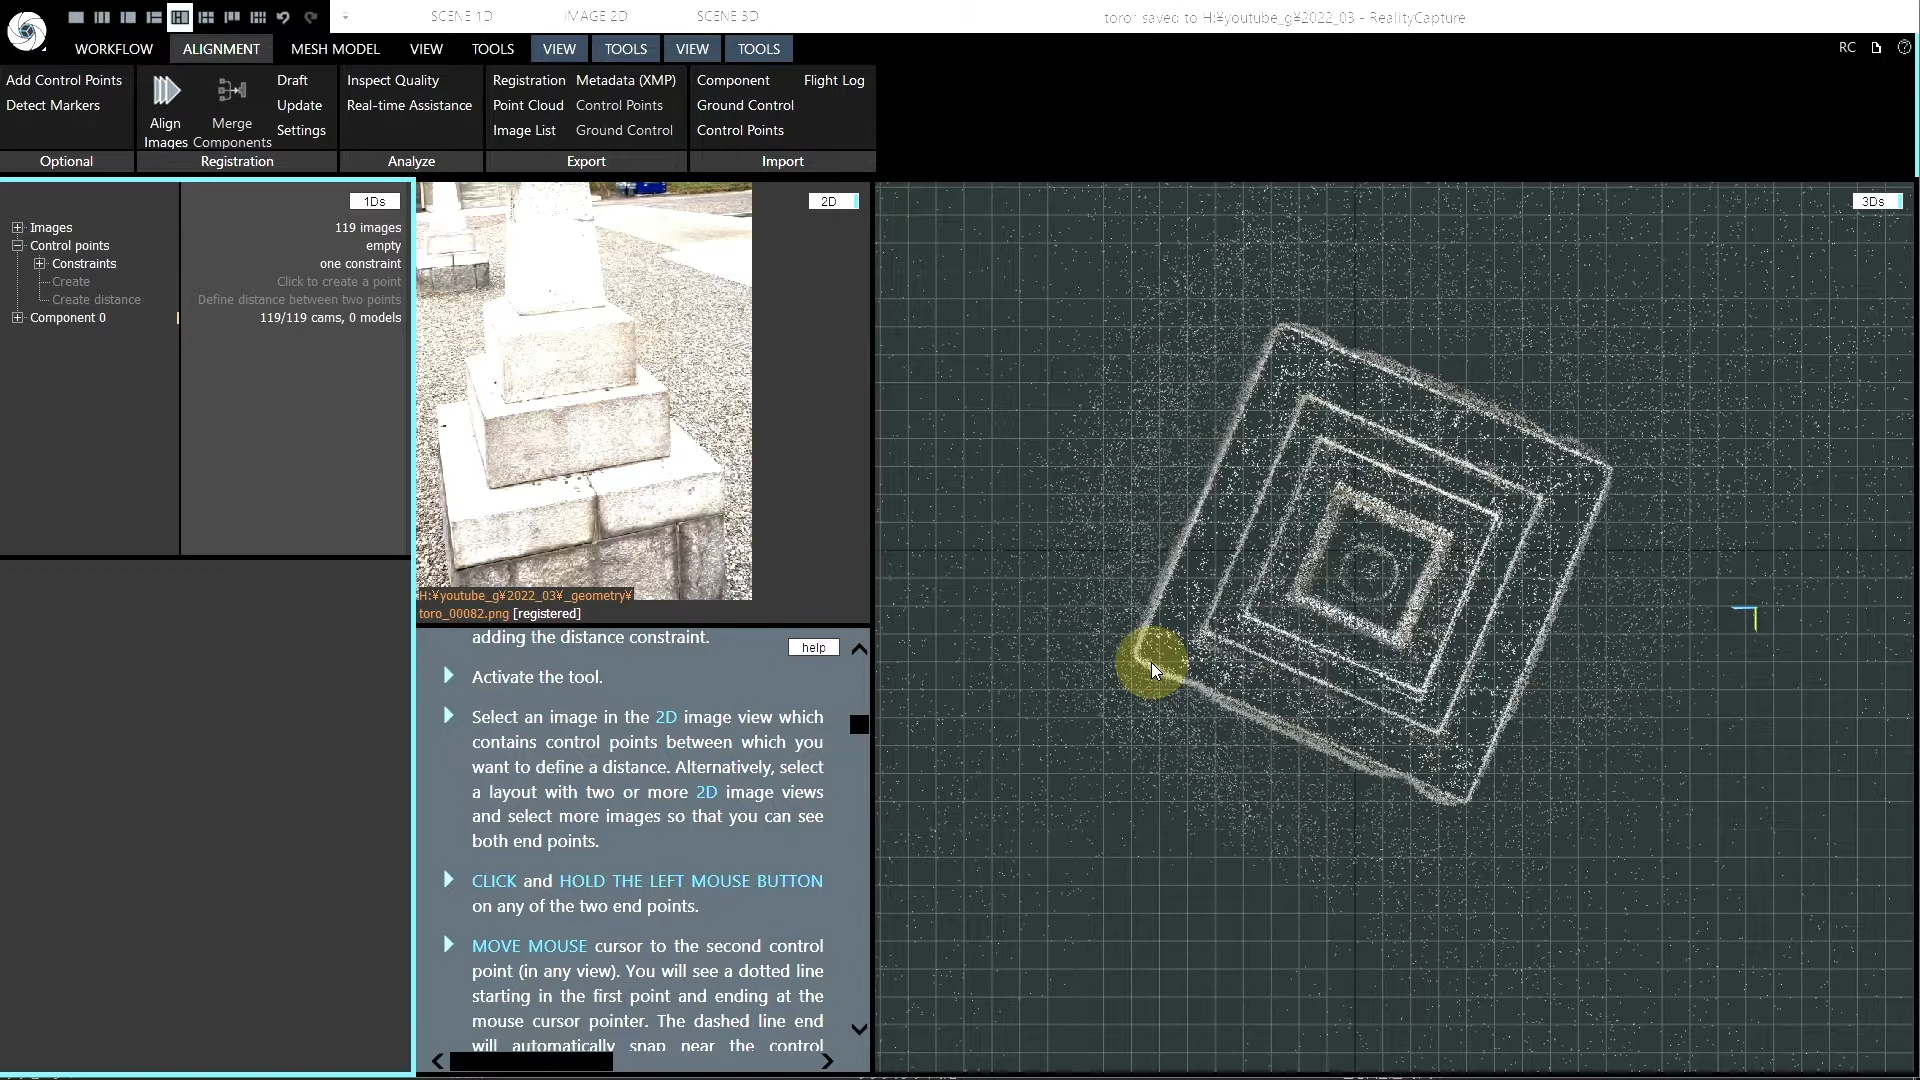 SCENE 1D IMAGE 2D SCENE 3D toror saved to H:¥youtube_g¥2022_03 - RealityCapture
WORKFLOW ALIGNMENT MESH MODEL VIEW TOOLS VIEW TOOLS VIEW TOOLS RC
Add Control Points
Detect Markers
Optional
Align
Images
Merge
Components
Draft
Update
Settings
Registration
Inspect Quality
Real-time Assistance
Analyze
Registration Metadata (XMP)
Point Cloud Control Points
Image List Ground Control
Export
Component Flight Log
Ground Control
Control Points
Import
1Ds
Images 119 images
Control points empty
Constraints one constraint
Create Click to create a point
Create distance Define distance between two points
Component 0 119/119 cams, 0 models
2D
H:¥youtube_g¥2022_03¥_geometry¥
toro_00082.png [registered]
adding the distance constraint.
help
Activate the tool.
Select an image in the 2D image view which
contains control points between which you
want to define a distance. Alternatively, select
a layout with two or more 2D image views
and select more images so that you can see
both end points.
CLICK and HOLD THE LEFT MOUSE BUTTON
on any of the two end points.
MOVE MOUSE cursor to the second control
point (in any view). You will see a dotted line
starting in the first point and ending at the
mouse cursor pointer. The dashed line end
will automatically snap near the control
3Ds